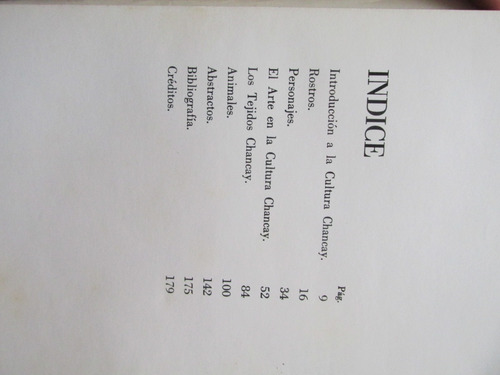 INDICE
Pág.
Introducción a la Cultura Chancay. 9
Rostros. 16
Personajes. 34
El Arte en la Cultura Chancay. 52
Los Tejidos Chancay. 84
Animales. 100
Abstractos. 142
Bibliografía. 175
Créditos. 179